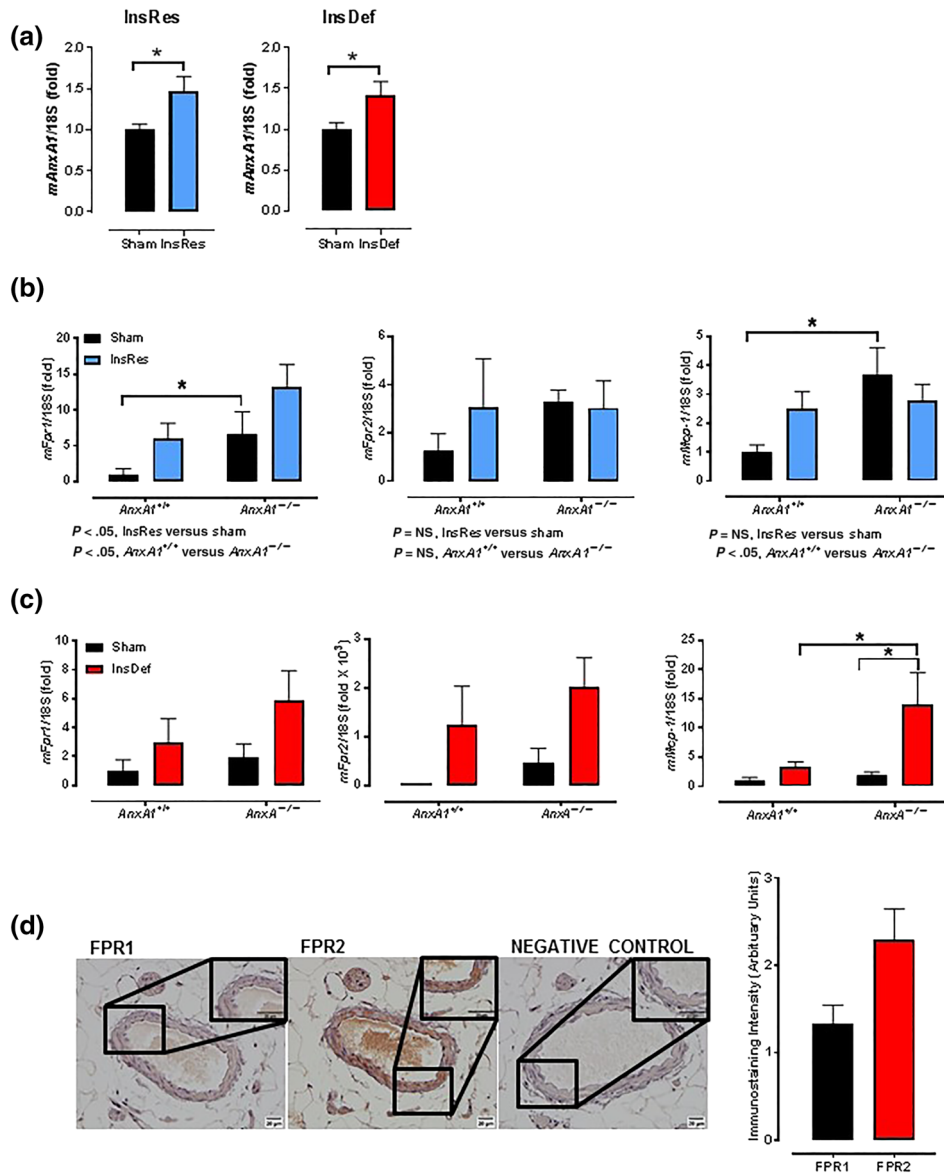 (a)
InsRes
InsDef
mAnxA1/18S (fold)
2.0
1.5
1.0
0.5
0.0
*
Sham InsRes
mAnxA1/18S (fold)
2.0
1.5
1.0
0.5
0.0
*
Sham InsDef
(b)
mFpr1/18S (fold)
20
15
10
5
0
Sham
InsRes
*
AnxA1+/+
AnxA1−/−
P < .05, InsRes versus sham
P < .05, AnxA1+/+ versus AnxA1−/−
mFpr2/18S (fold)
6
4
2
0
AnxA1+/+
AnxA1−/−
P = NS, InsRes versus sham
P = NS, AnxA1+/+ versus AnxA1−/−
mMcp-1/18S (fold)
5
4
3
2
1
0
*
AnxA1+/+
AnxA1−/−
P = NS, InsRes versus sham
P < .05, AnxA1+/+ versus AnxA1−/−
(c)
mFpr1/18S (fold)
10
8
6
4
2
0
Sham
InsDef
AnxA1+/+
AnxA−/−
mFpr2/18S (fold X 10³)
3
2
1
0
AnxA1+/+
AnxA−/−
mMcp-1/18S (fold)
25
20
15
10
5
0
*
*
AnxA1+/+
AnxA−/−
(d)
FPR1
FPR2
NEGATIVE CONTROL
20 µm
20 µm
20 µm
Immunostaining Intensity (Arbituary Units)
3
2
1
0
FPR1
FPR2